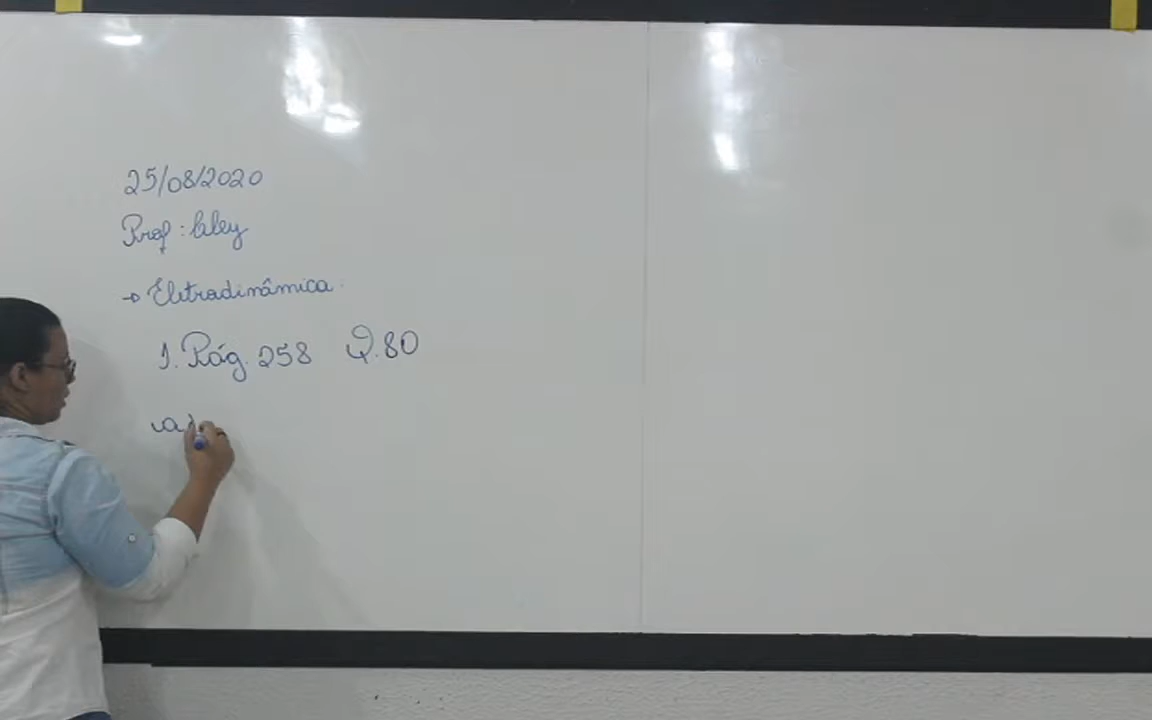 25/08/2020
Prof: Cley
→ Eletrodinâmica.
1. Pág. 258 Q.80
a)